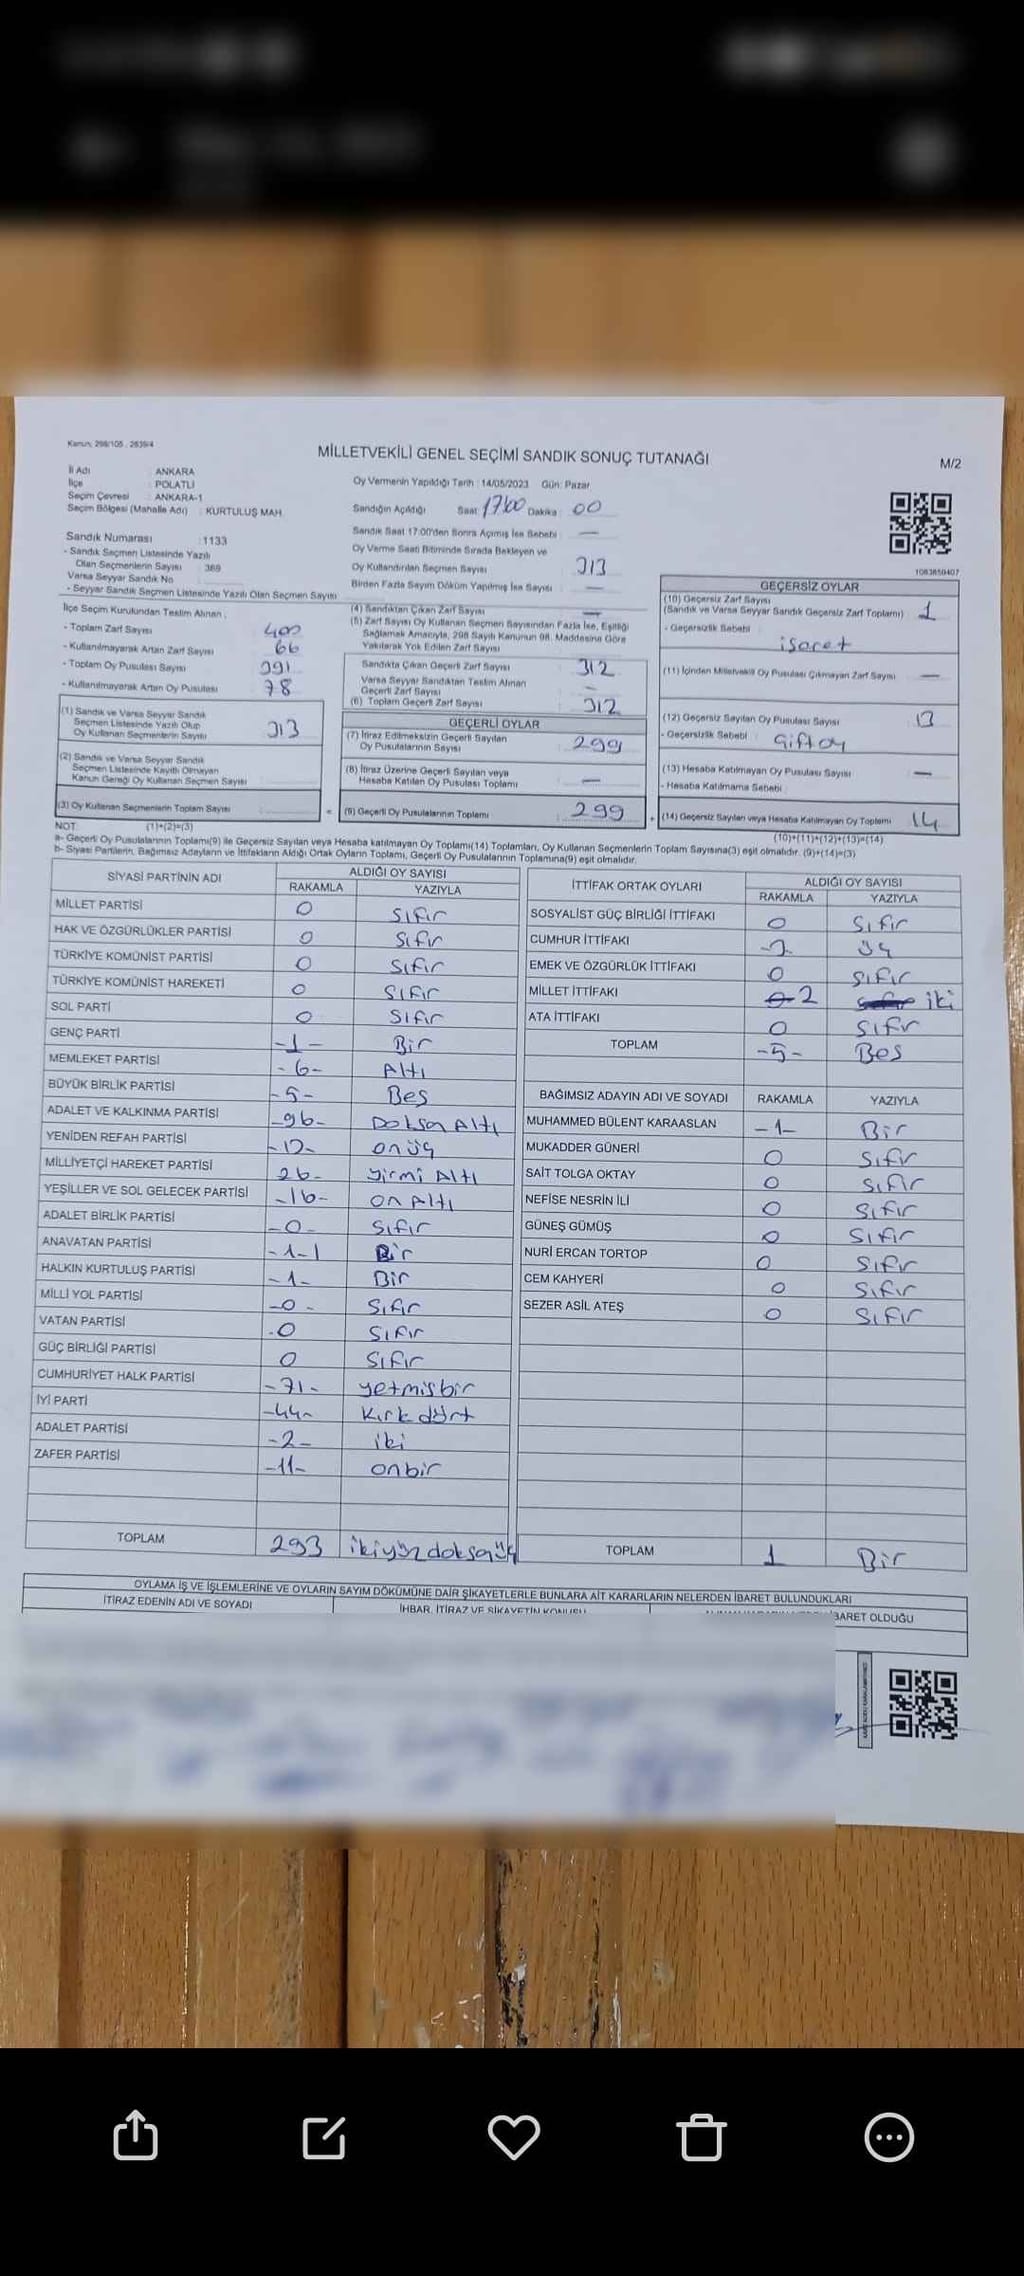 Kanun: 298/105 , 2839/4
MİLLETVEKİLİ GENEL SEÇİMİ SANDIK SONUÇ TUTANAĞI
M/2
İl Adı : ANKARA
İlçe : POLATLI
Seçim Çevresi : ANKARA-1
Seçim Bölgesi (Mahalle Adı) : KURTULUŞ MAH.
Oy Vermenin Yapıldığı Tarih : 14/05/2023 Gün: Pazar
Sandığın Açıldığı Saat 17:00 Dakika : 00
Sandık Saat 17:00'den Sonra Açılmış İse Sebebi : —
Sandık Numarası : 1133
- Sandık Seçmen Listesinde Yazılı
Olan Seçmenlerin Sayısı : 369
Varsa Seyyar Sandık No
- Seyyar Sandık Seçmen Listesinde Yazılı Olan Seçmen Sayısı
Oy Verme Saati Bitiminde Sırada Bekleyen ve
Oy Kullandırılan Seçmen Sayısı : 313
Birden Fazla Sayım Döküm Yapılmış İse Sayısı : —
1083850407
İlçe Seçim Kurulundan Teslim Alınan ;
- Toplam Zarf Sayısı 400
- Kullanılmayarak Artan Zarf Sayısı 66
- Toplam Oy Pusulası Sayısı 391
- Kullanılmayarak Artan Oy Pusulası 78
(1) Sandık ve Varsa Seyyar Sandık
Seçmen Listesinde Yazılı Olup
Oy Kullanan Seçmenlerin Sayısı 313
(2) Sandık ve Varsa Seyyar Sandık
Seçmen Listesinde Kayıtlı Olmayan
Kanun Gereği Oy Kullanan Seçmen Sayısı
(3) Oy Kullanan Seçmenlerin Toplam Sayısı =
(4) Sandıktan Çıkan Zarf Sayısı —
(5) Zarf Sayısı Oy Kullanan Seçmen Sayısından Fazla İse, Eşitliği
Sağlamak Amacıyla, 298 Sayılı Kanunun 98. Maddesine Göre
Yakılarak Yok Edilen Zarf Sayısı
Sandıkta Çıkan Geçerli Zarf Sayısı 312
Varsa Seyyar Sandıktan Teslim Alınan
Geçerli Zarf Sayısı —
(6) Toplam Geçerli Zarf Sayısı : 312
GEÇERLİ OYLAR
(7) İtiraz Edilmeksizin Geçerli Sayılan
Oy Pusulalarının Sayısı : 299
(8) İtiraz Üzerine Geçerli Sayılan veya
Hesaba Katılan Oy Pusulası Toplamı : —
(9) Geçerli Oy Pusulalarının Toplamı : 299 +
GEÇERSİZ OYLAR
(10) Geçersiz Zarf Sayısı
(Sandık ve Varsa Seyyar Sandık Geçersiz Zarf Toplamı) 1
- Geçersizlik Sebebi : işaret
(11) İçinden Milletvekili Oy Pusulası Çıkmayan Zarf Sayısı —
(12) Geçersiz Sayılan Oy Pusulası Sayısı 13
- Geçersizlik Sebebi : Çift oy
(13) Hesaba Katılmayan Oy Pusulası Sayısı : —
- Hesaba Katılmama Sebebi :
(14) Geçersiz Sayılan veya Hesaba Katılmayan Oy Toplamı 14
NOT: (1)+(2)=(3) (10)+(11)+(12)+(13)=(14)
a- Geçerli Oy Pusulalarının Toplamı(9) ile Geçersiz Sayılan veya Hesaba katılmayan Oy Toplamı(14) Toplamları, Oy Kullanan Seçmenlerin Toplam Sayısına(3) eşit olmalıdır. (9)+(14)=(3)
b- Siyasi Partilerin, Bağımsız Adayların ve İttifakların Aldığı Ortak Oyların Toplamı, Geçerli Oy Pusulalarının Toplamına(9) eşit olmalıdır.
SİYASİ PARTİNİN ADI ALDIĞI OY SAYISI
RAKAMLA YAZIYLA
MİLLET PARTİSİ 0 Sıfır
HAK VE ÖZGÜRLÜKLER PARTİSİ 0 Sıfır
TÜRKİYE KOMÜNİST PARTİSİ 0 Sıfır
TÜRKİYE KOMÜNİST HAREKETİ 0 Sıfır
SOL PARTİ 0 Sıfır
GENÇ PARTİ -1- Bir
MEMLEKET PARTİSİ -6- Altı
BÜYÜK BİRLİK PARTİSİ -5- Beş
ADALET VE KALKINMA PARTİSİ -96- Doksan Altı
YENİDEN REFAH PARTİSİ -13- onüç
MİLLİYETÇİ HAREKET PARTİSİ 26- yirmi Altı
YEŞİLLER VE SOL GELECEK PARTİSİ -16- on Altı
ADALET BİRLİK PARTİSİ -0- Sıfır
ANAVATAN PARTİSİ -1-1 Bir
HALKIN KURTULUŞ PARTİSİ -1- Bir
MİLLİ YOL PARTİSİ -0- Sıfır
VATAN PARTİSİ -0 Sıfır
GÜÇ BİRLİĞİ PARTİSİ 0 Sıfır
CUMHURİYET HALK PARTİSİ -71- yetmişbir
İYİ PARTİ -44- Kırk dört
ADALET PARTİSİ -2- iki
ZAFER PARTİSİ -11- onbir
TOPLAM 293 ikiyüz doksanüç
İTTİFAK ORTAK OYLARI ALDIĞI OY SAYISI
RAKAMLA YAZIYLA
SOSYALİST GÜÇ BİRLİĞİ İTTİFAKI 0 Sıfır
CUMHUR İTTİFAKI -3- üç
EMEK VE ÖZGÜRLÜK İTTİFAKI 0 Sıfır
MİLLET İTTİFAKI 0 2 sıfır iki
ATA İTTİFAKI 0 Sıfır
TOPLAM -5- Beş
BAĞIMSIZ ADAYIN ADI VE SOYADI RAKAMLA YAZIYLA
MUHAMMED BÜLENT KARAASLAN -1- Bir
MUKADDER GÜNERİ 0 Sıfır
SAİT TOLGA OKTAY 0 Sıfır
NEFİSE NESRİN İLİ 0 Sıfır
GÜNEŞ GÜMÜŞ 0 Sıfır
NURİ ERCAN TORTOP 0 Sıfır
CEM KAHYERİ 0 Sıfır
SEZER ASİL ATEŞ 0 Sıfır
TOPLAM 1 Bir
OYLAMA İŞ VE İŞLEMLERİNE VE OYLARIN SAYIM DÖKÜMÜNE DAİR ŞİKAYETLERLE BUNLARA AİT KARARLARIN NELERDEN İBARET BULUNDUKLARI
İTİRAZ EDENİN ADI VE SOYADI İHBAR, İTİRAZ VE ŞİKAYETİN KONUSU İBARET OLDUĞU